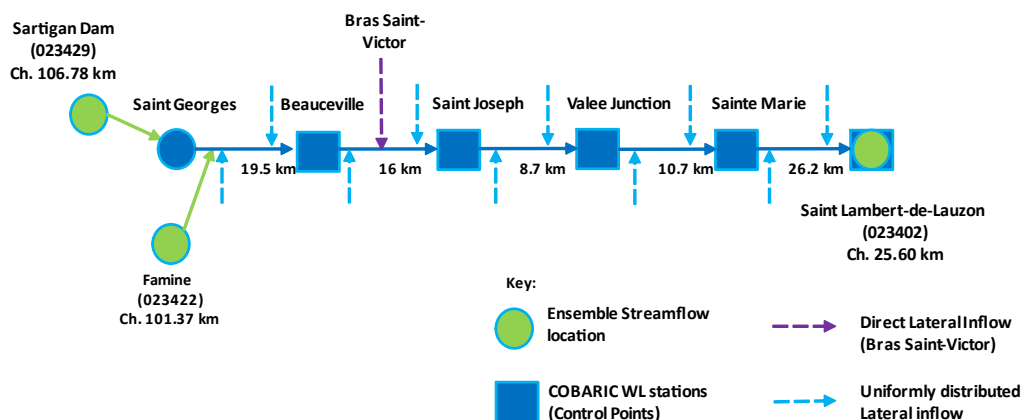 Sartigan Dam
(023429)
Ch. 106.78 km
Bras Saint-
Victor
Saint Georges
Beauceville
Saint Joseph
Valee Junction
Sainte Marie
19.5 km
16 km
8.7 km
10.7 km
26.2 km
Saint Lambert-de-Lauzon
(023402)
Ch. 25.60 km
Famine
(023422)
Ch. 101.37 km
Key:
Ensemble Streamflow
location
Direct Lateral Inflow
(Bras Saint-Victor)
COBARIC WL stations
(Control Points)
Uniformly distributed
Lateral inflow